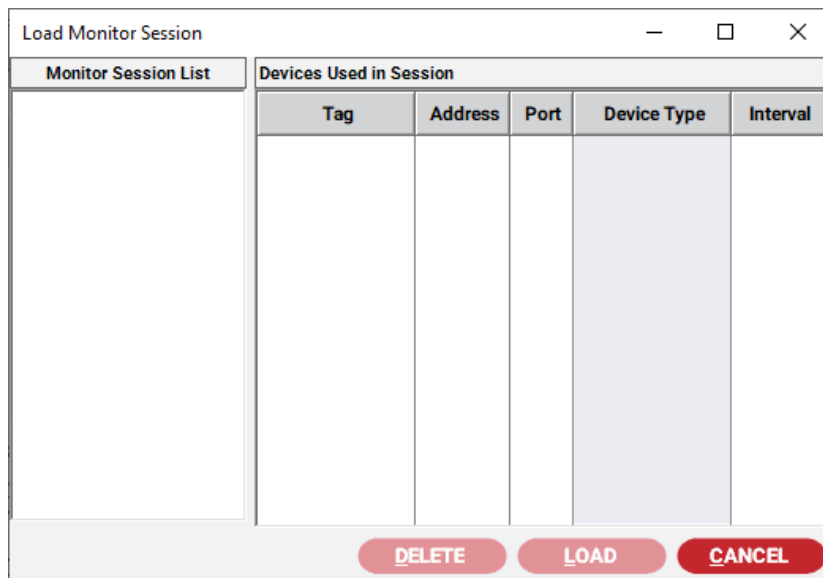 Load Monitor Session
Monitor Session List
Devices Used in Session
Tag Address Port Device Type Interval
DELETE LOAD CANCEL